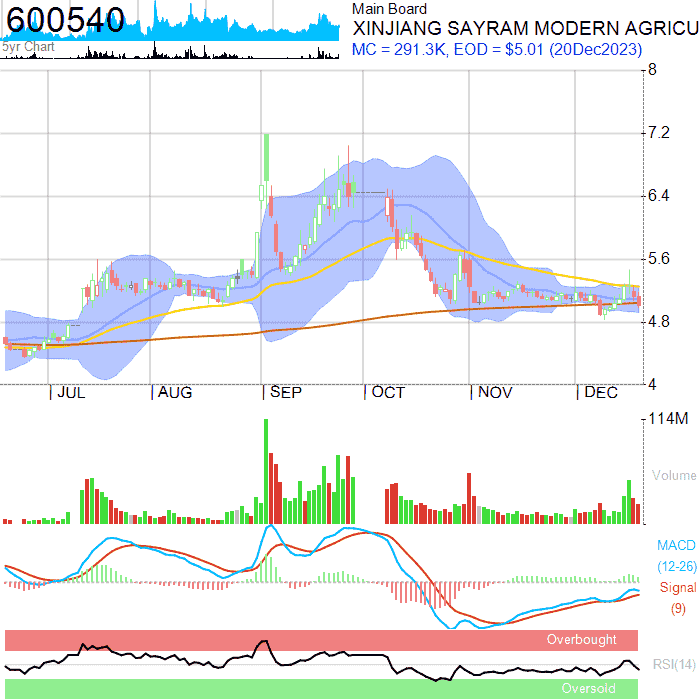 600540
5yr Chart
Main Board
XINJIANG SAYRAM MODERN AGRICU
MC = 291.3K, EOD = $5.01 (20Dec2023)
8
7.2
6.4
5.6
4.8
4
JUL AUG SEP OCT NOV DEC
114M
Volume
MACD
(12-26)
Signal
(9)
Overbought
RSI(14)
Oversold